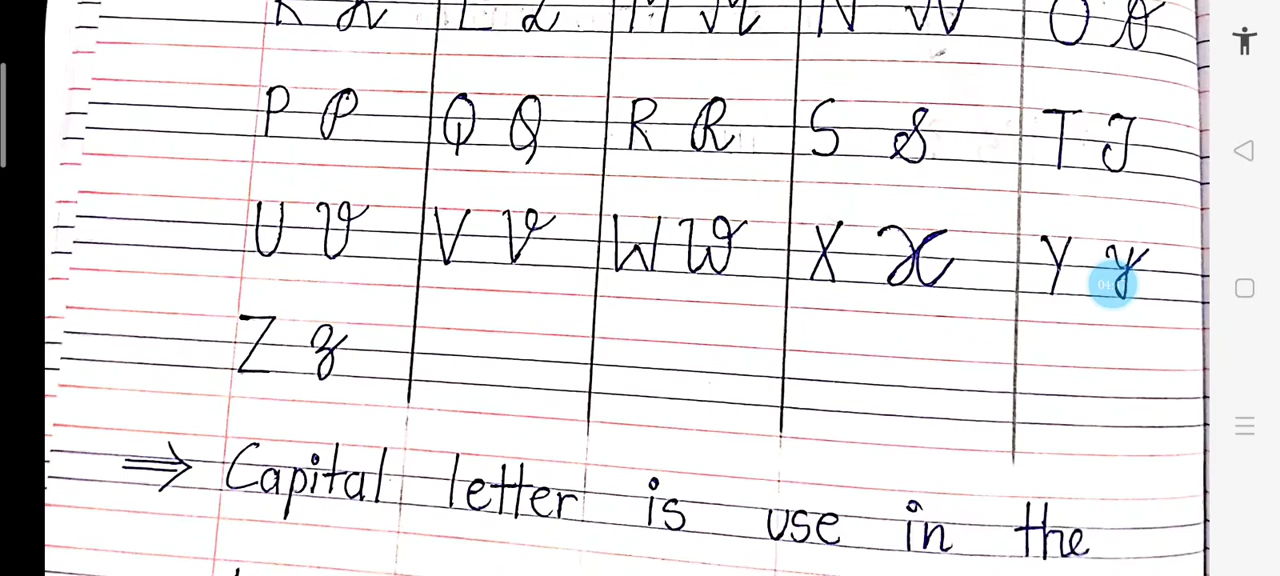 K K L L M M N N O O
P P Q Q R R S S T T
U U V V W W X X Y Y
Z Z
⇒ Capital letter is use in the